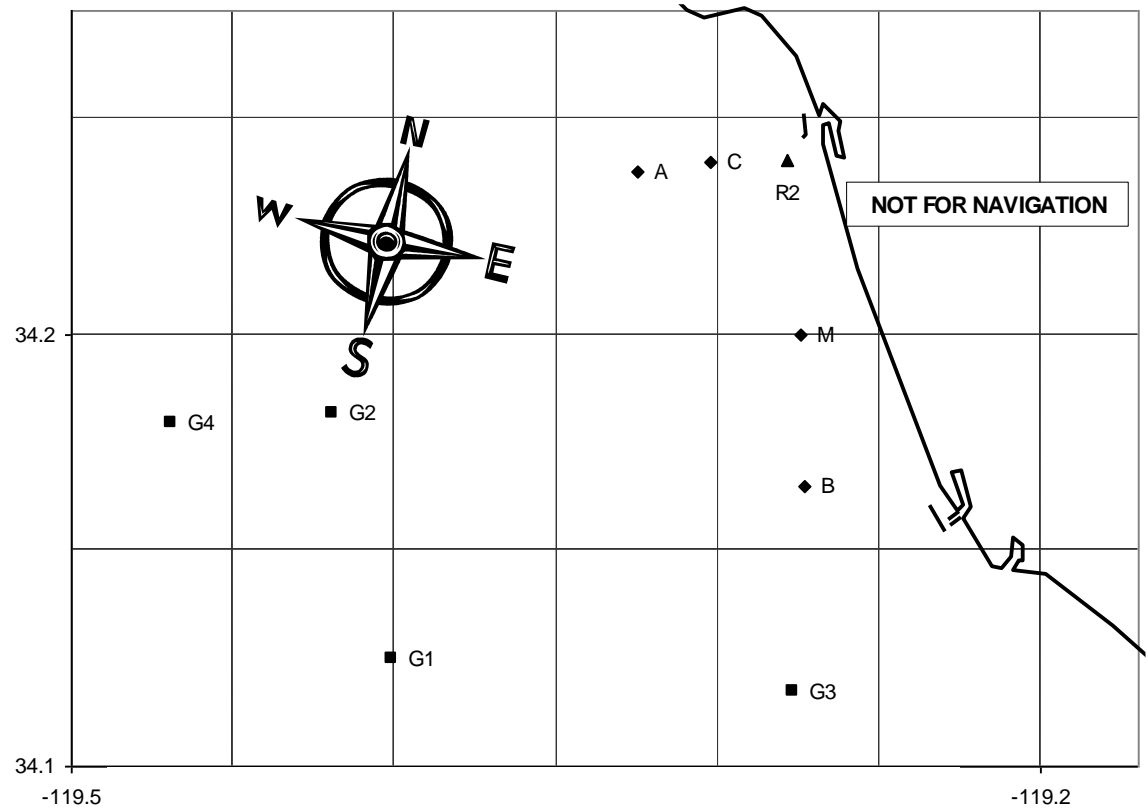 N
A
C
R2
W
NOT FOR NAVIGATION
E
34.2
M
S
G4
G2
B
G1
G3
34.1
-119.5
-119.2